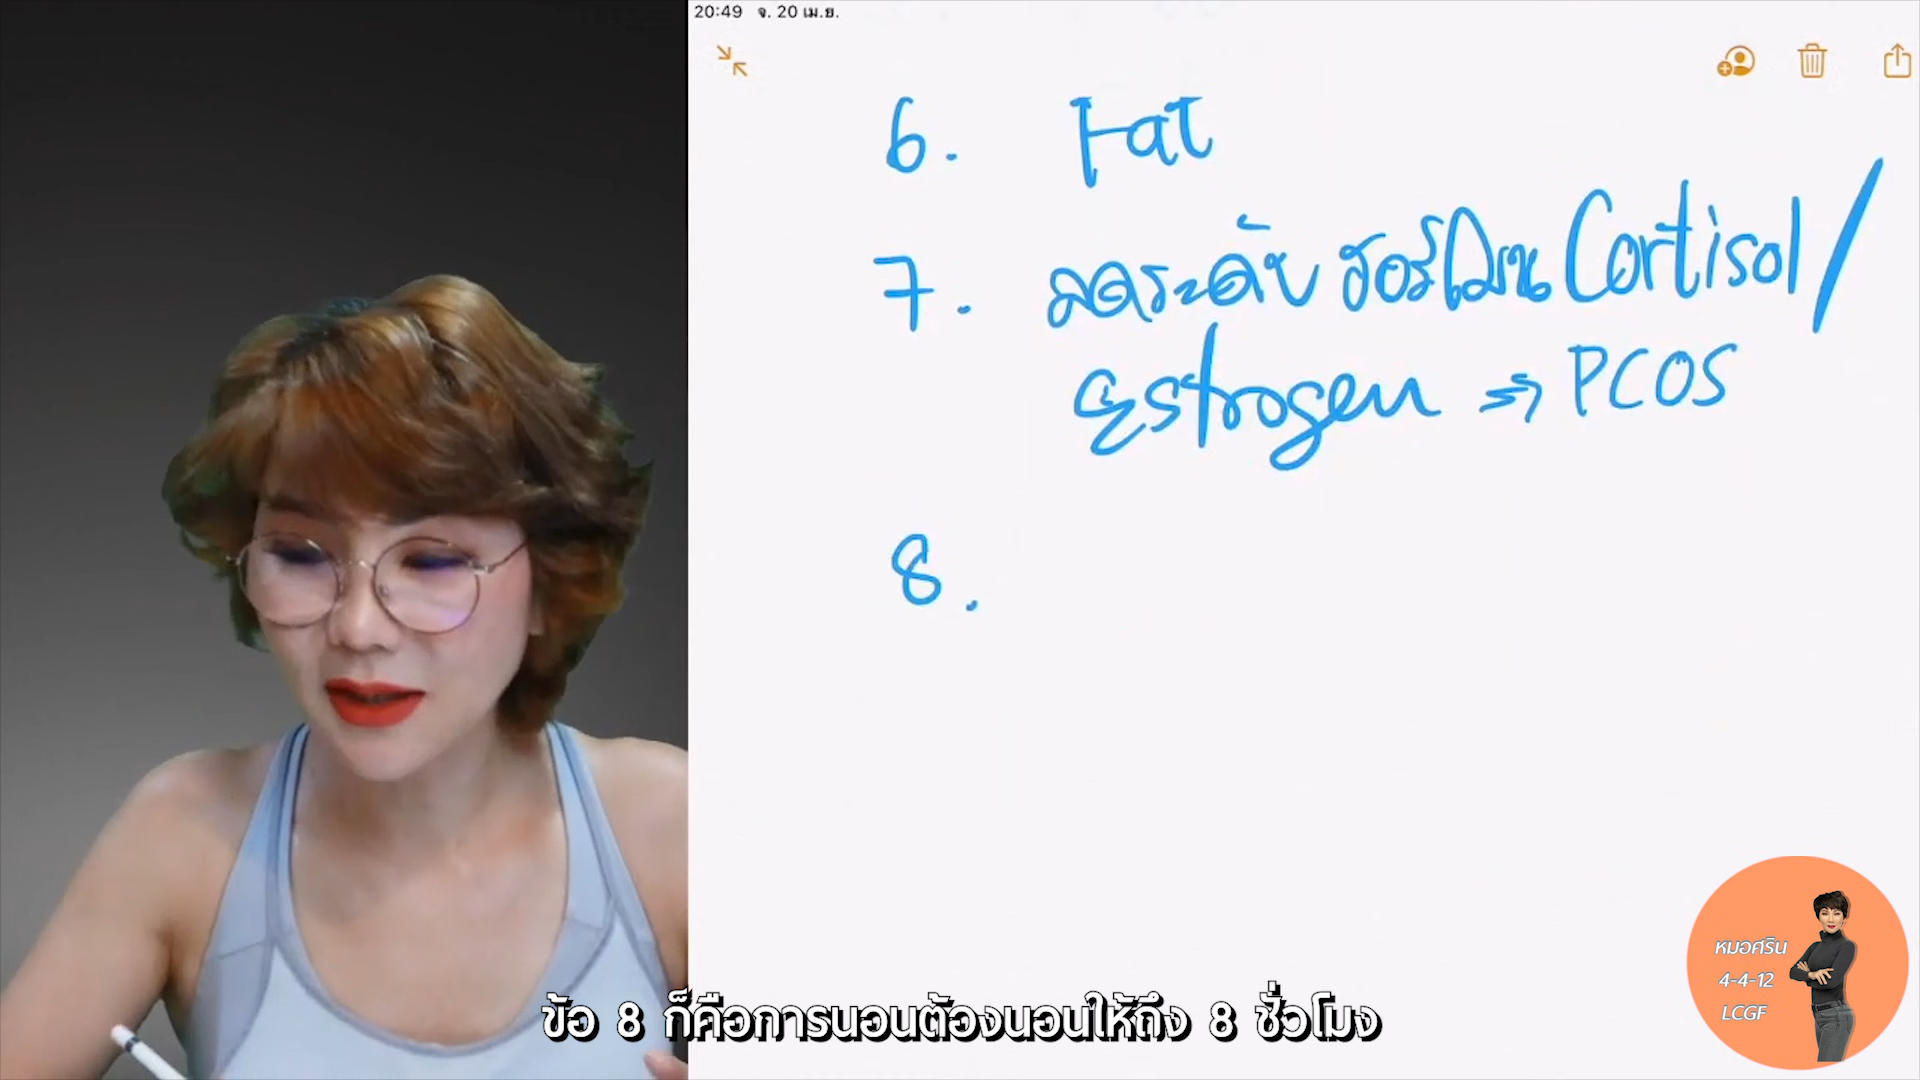 20:49 จ. 20 เม.ย.
6. Fat
7. ลดระดับ ฮอร์โมน Cortisol/
Estrogen => PCOS
8.
หมอศริน
4-4-12
LCGF
ข้อ 8 ก็คือการนอนต้องนอนให้ถึง 8 ชั่วโมง